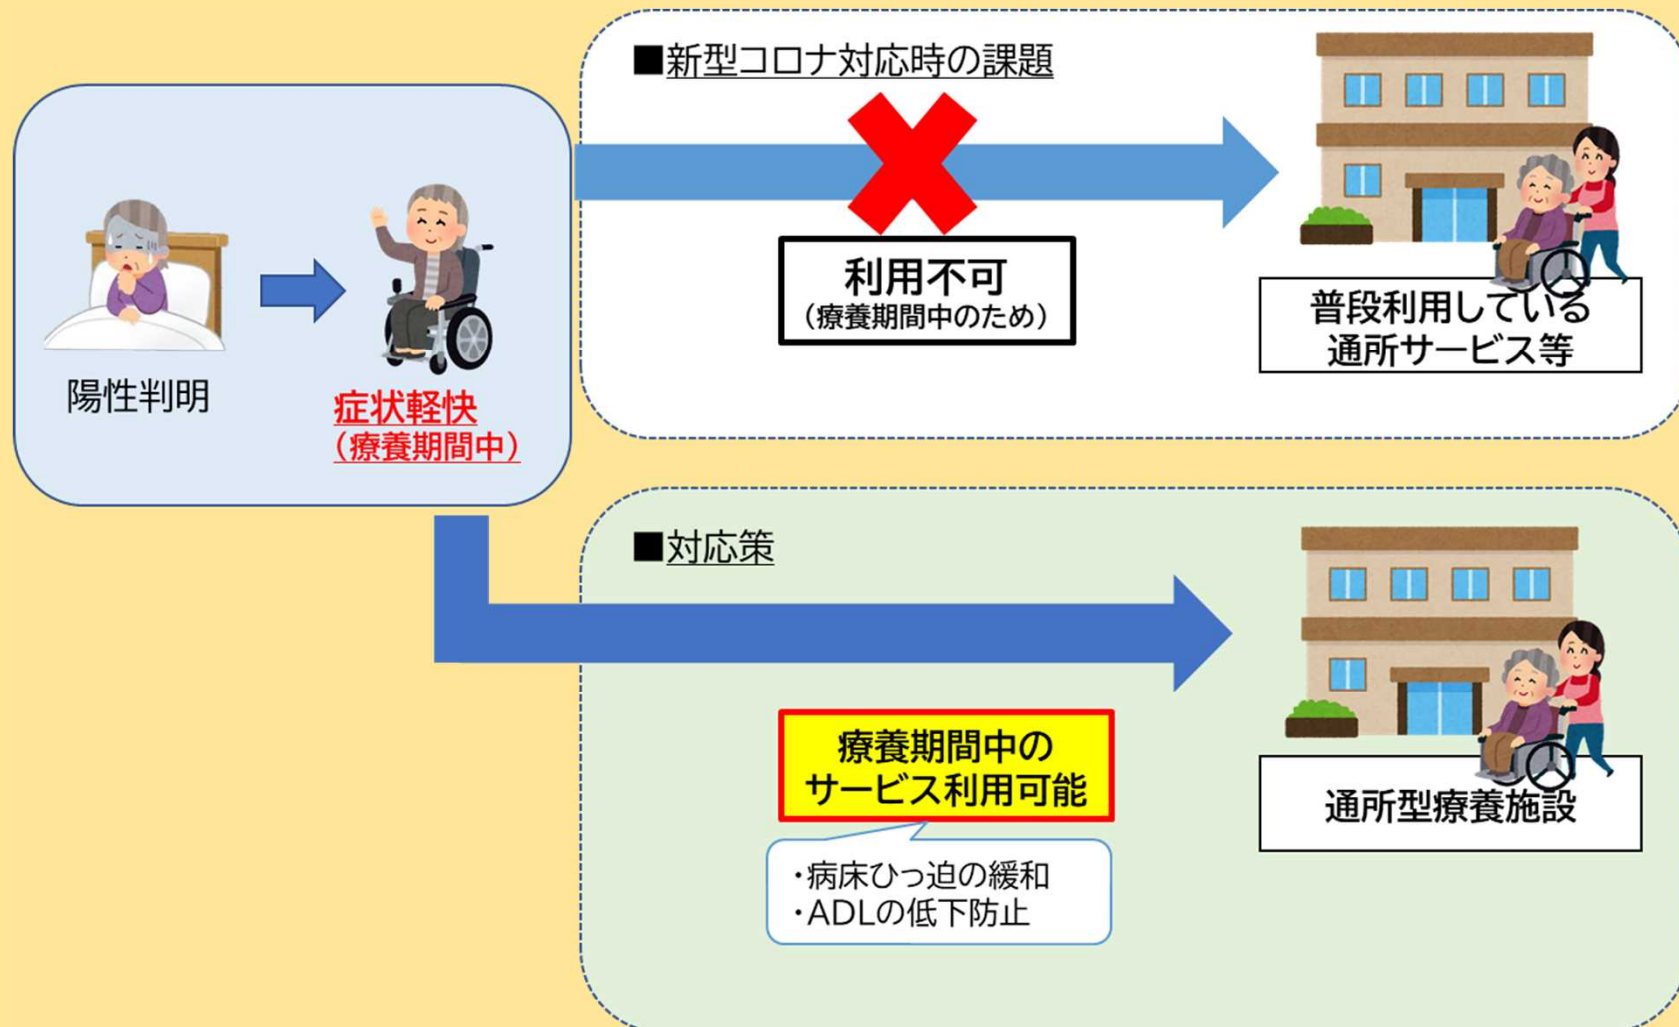 陽性判明
症状軽快
（療養期間中）
■新型コロナ対応時の課題
利用不可
（療養期間中のため）
普段利用している
通所サービス等
■対応策
療養期間中の
サービス利用可能
・病床ひっ迫の緩和
・ADLの低下防止
通所型療養施設